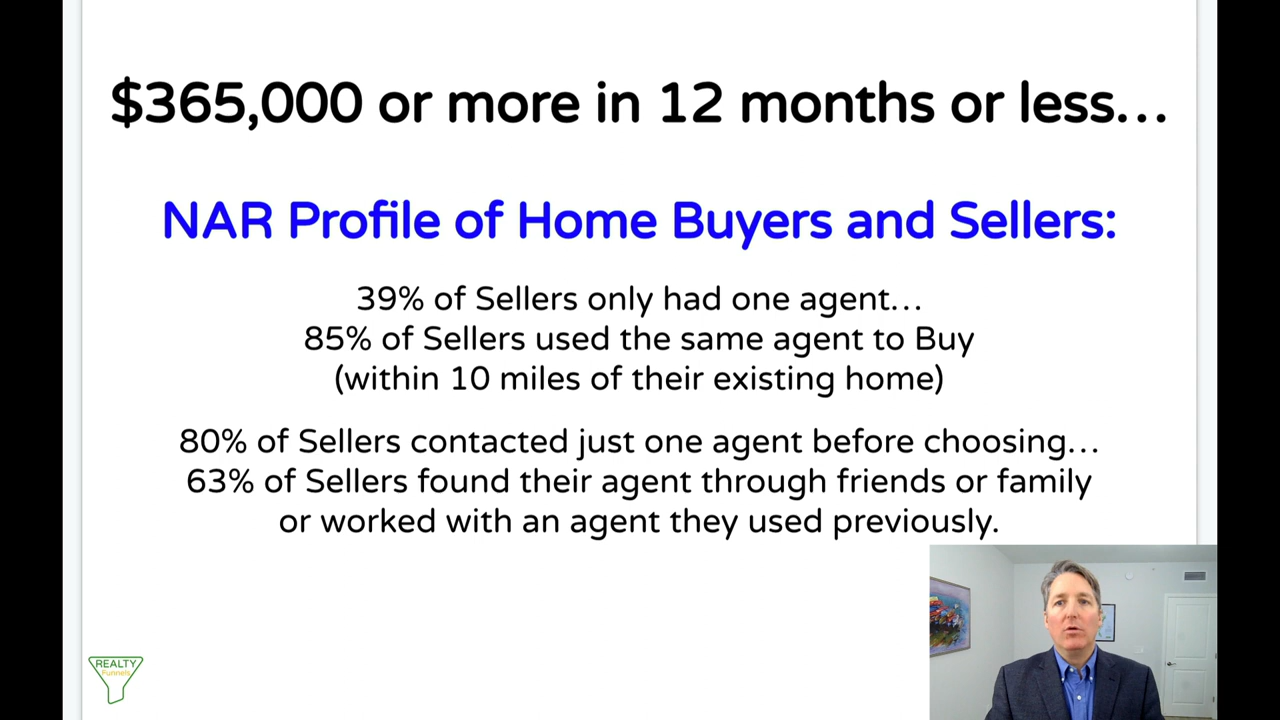 $365,000 or more in 12 months or less...
NAR Profile of Home Buyers and Sellers:
39% of Sellers only had one agent...
85% of Sellers used the same agent to Buy
(within 10 miles of their existing home)
80% of Sellers contacted just one agent before choosing...
63% of Sellers found their agent through friends or family
or worked with an agent they used previously.
REALTY
Funnels